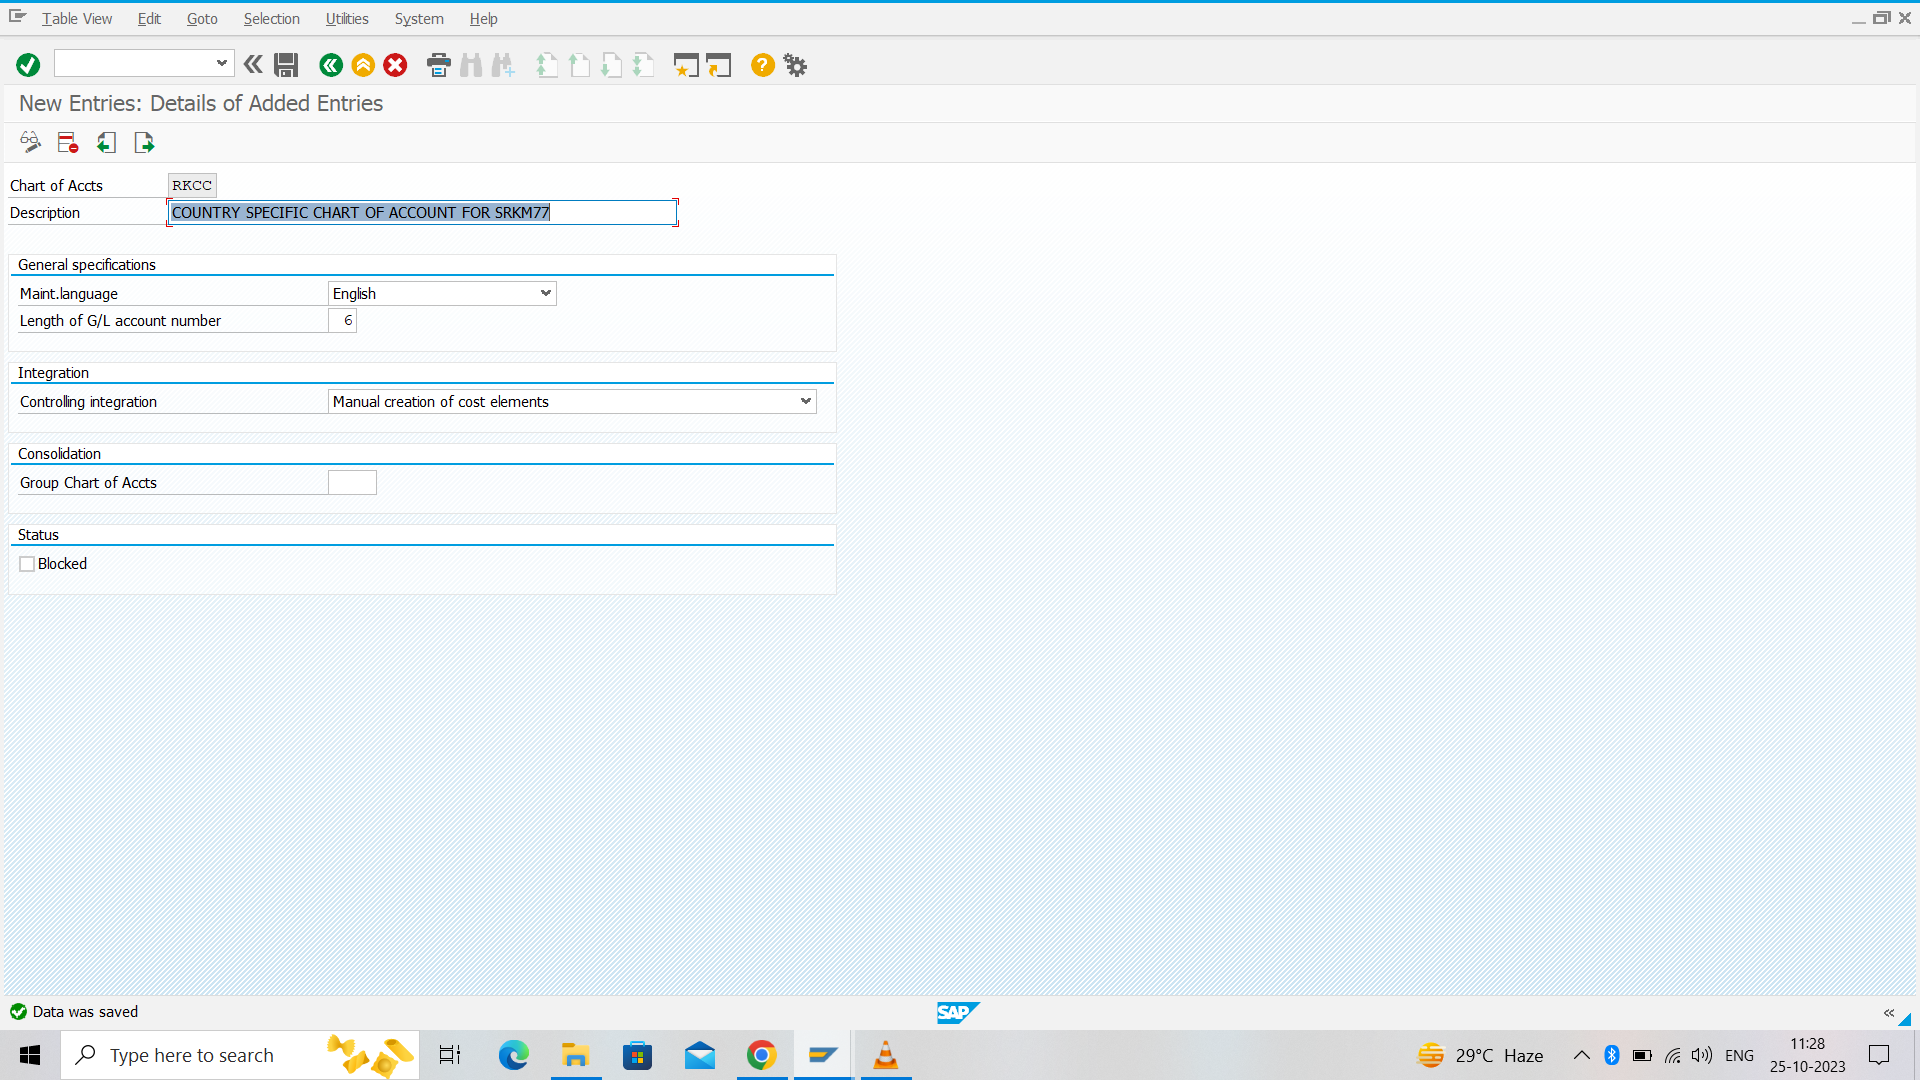 Table View Edit Goto Selection Utilities System Help
New Entries: Details of Added Entries
Chart of Accts RKCC
Description COUNTRY SPECIFIC CHART OF ACCOUNT FOR SRKM77
General specifications
Maint.language English
Length of G/L account number 6
Integration
Controlling integration Manual creation of cost elements
Consolidation
Group Chart of Accts
Status
Blocked
Data was saved
SAP
Type here to search
29°C Haze
ENG
11:28
25-10-2023